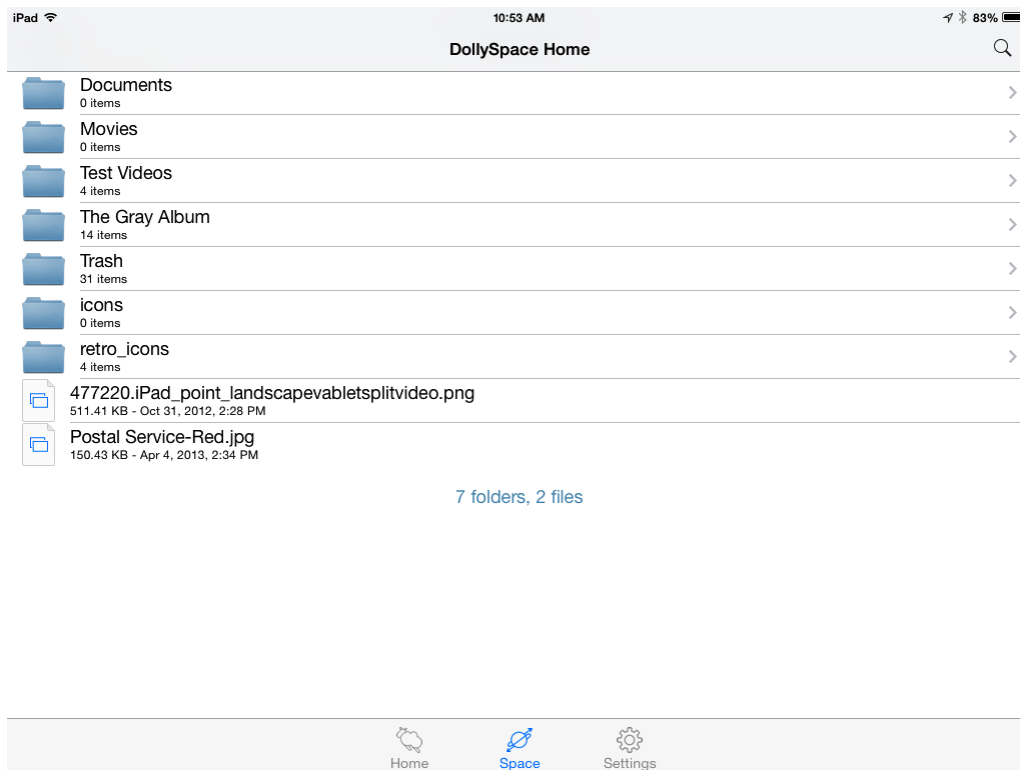 iPad 10:53 AM 83%
DollySpace Home
Documents
0 items
Movies
0 items
Test Videos
4 items
The Gray Album
14 items
Trash
31 items
icons
0 items
retro_icons
4 items
477220.iPad_point_landscapevabletsplitvideo.png
511.41 KB - Oct 31, 2012, 2:28 PM
Postal Service-Red.jpg
150.43 KB - Apr 4, 2013, 2:34 PM
7 folders, 2 files
Home Space Settings